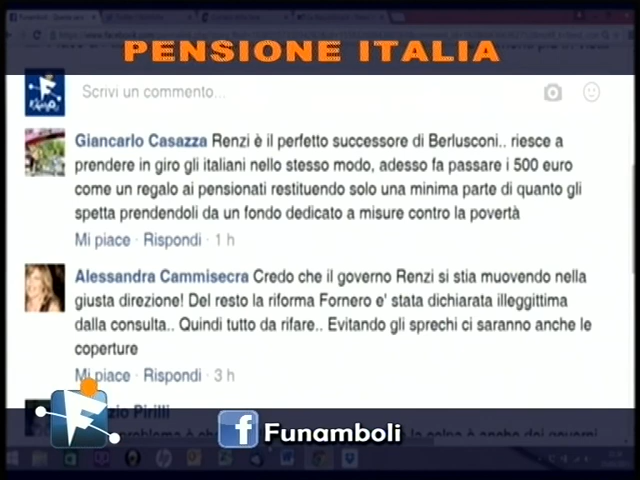 PENSIONE ITALIA
Scrivi un commento...
Giancarlo Casazza Renzi è il perfetto successore di Berlusconi.. riesce a
prendere in giro gli italiani nello stesso modo, adesso fa passare i 500 euro
come un regalo ai pensionati restituendo solo una minima parte di quanto gli
spetta prendendoli da un fondo dedicato a misure contro la povertà
Mi piace · Rispondi · 1 h
Alessandra Cammisecra Credo che il governo Renzi si stia muovendo nella
giusta direzione! Del resto la riforma Fornero e' stata dichiarata illeggittima
dalla consulta.. Quindi tutto da rifare.. Evitando gli sprechi ci saranno anche le
coperture
Mi piace · Rispondi · 3 h
Pirilli
F
f Funamboli